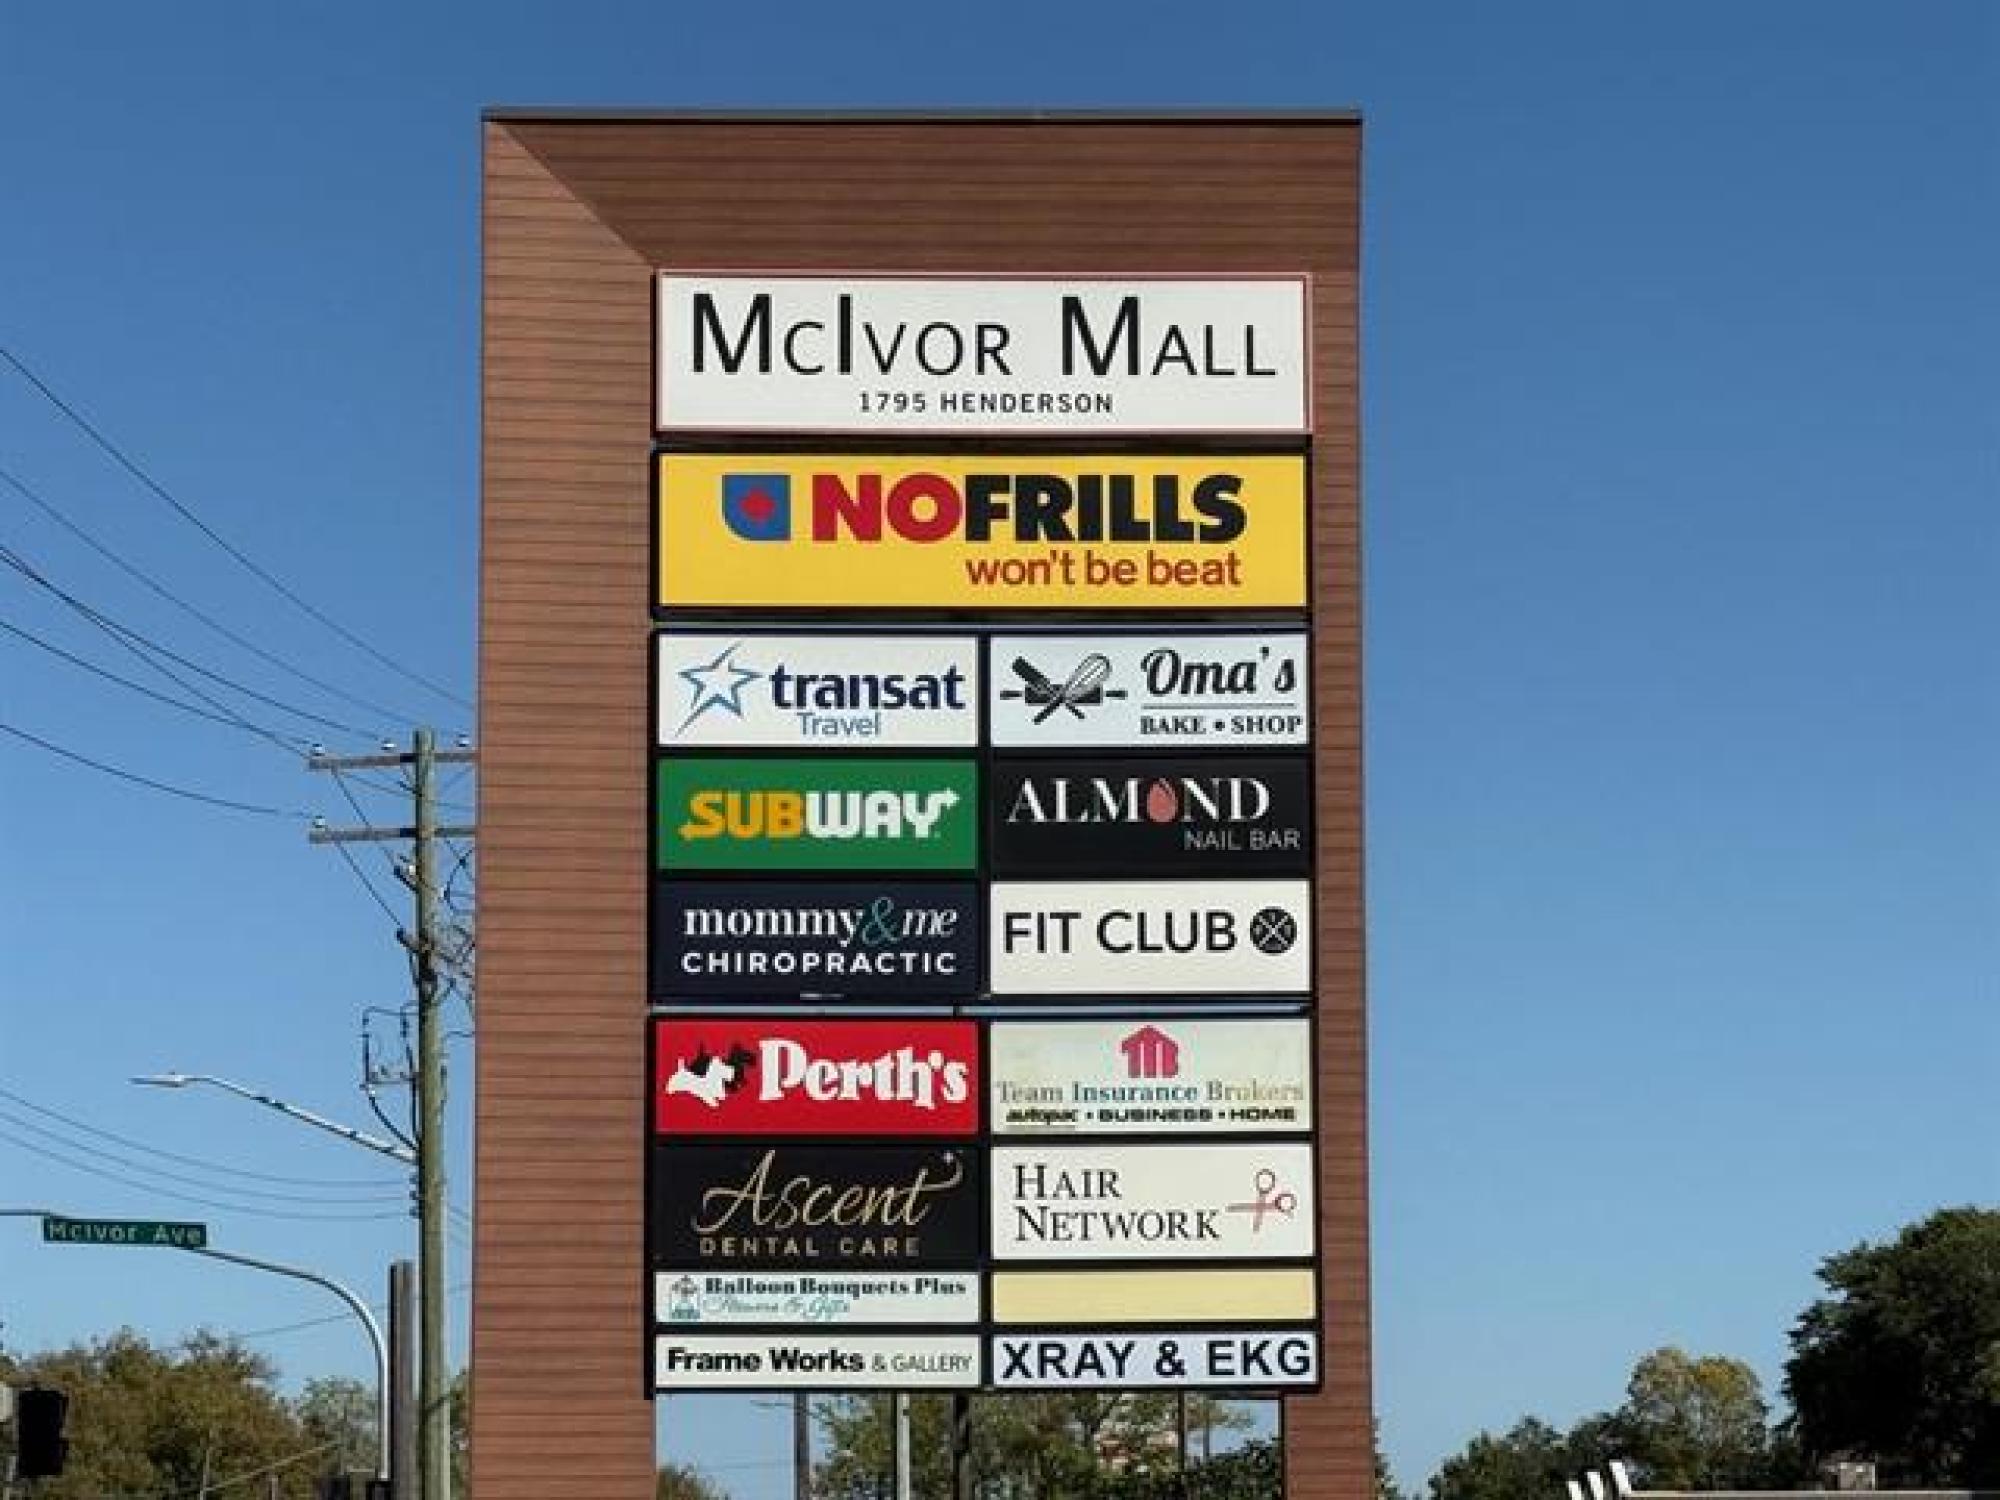 McIvor Mall
1795 HENDERSON
NOFRILLS
won't be beat
transat
Travel
Oma's
BAKE • SHOP
SUBWAY
ALMOND
NAIL BAR
mommy&me
CHIROPRACTIC
FIT CLUB
Perth's
Team Insurance Brokers
autopac • BUSINESS • HOME
Ascent
DENTAL CARE
HAIR
NETWORK
Balloon Bouquets Plus
Flowers & Gifts
Frame Works & GALLERY
XRAY & EKG
McIvor Ave